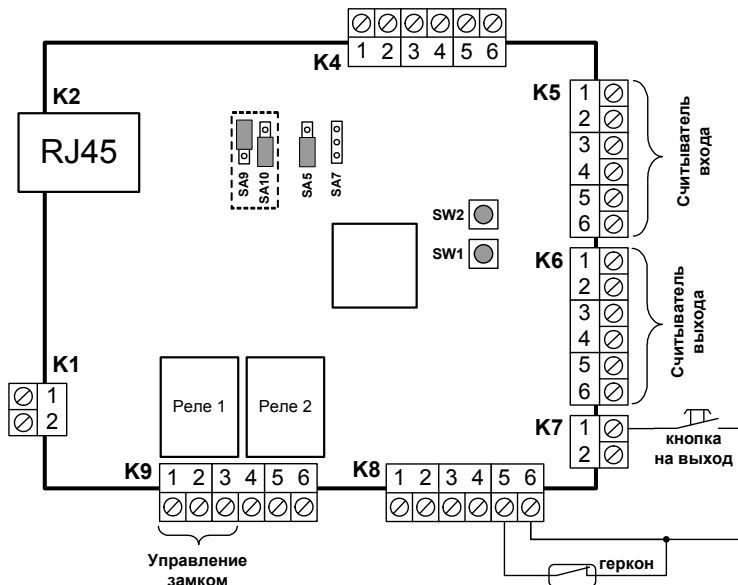 K4
1 2 3 4 5 6
K2
RJ45
SA9
SA10
SA5
SA7
SW2
SW1
K5
1
2
3
4
5
6
Считыватель
входа
K6
1
2
3
4
5
6
Считыватель
выхода
K1
1
2
Реле 1
Реле 2
K7
1
2
кнопка
на выход
K9
1 2 3 4 5 6
K8
1 2 3 4 5 6
Управление
замком
геркон